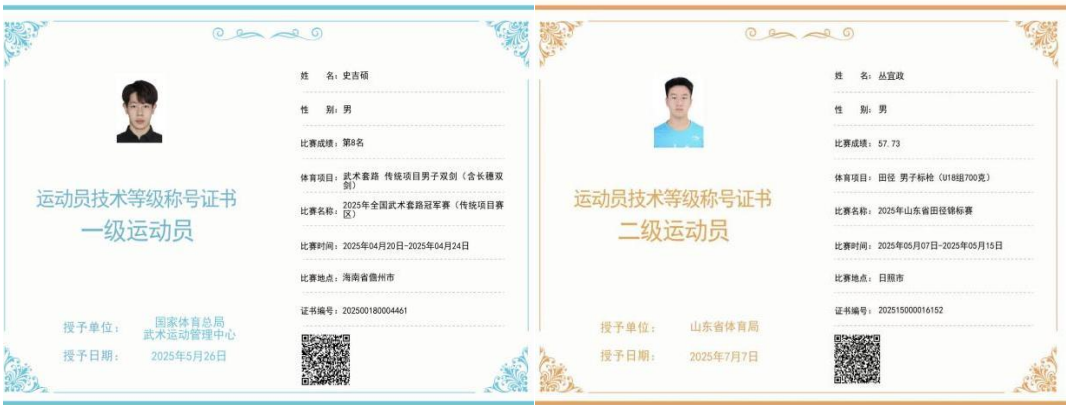 运动员技术等级称号证书
一级运动员
授予单位： 国家体育总局
武术运动管理中心
授予日期： 2025年5月26日
姓 名：史吉硕
性 别：男
比赛成绩：第8名
体育项目：武术套路 传统项目男子双剑（含长穗双
剑）
比赛名称：2025年全国武术套路冠军赛（传统项目赛
区）
比赛时间：2025年04月20日-2025年04月24日
比赛地点：海南省儋州市
证书编号：202500180004461
运动员技术等级称号证书
二级运动员
授予单位： 山东省体育局
授予日期： 2025年7月7日
姓 名：丛宜政
性 别：男
比赛成绩：57.73
体育项目：田径 男子标枪（U18组700克）
比赛名称：2025年山东省田径锦标赛
比赛时间：2025年05月07日-2025年05月15日
比赛地点：日照市
证书编号：202515000016152